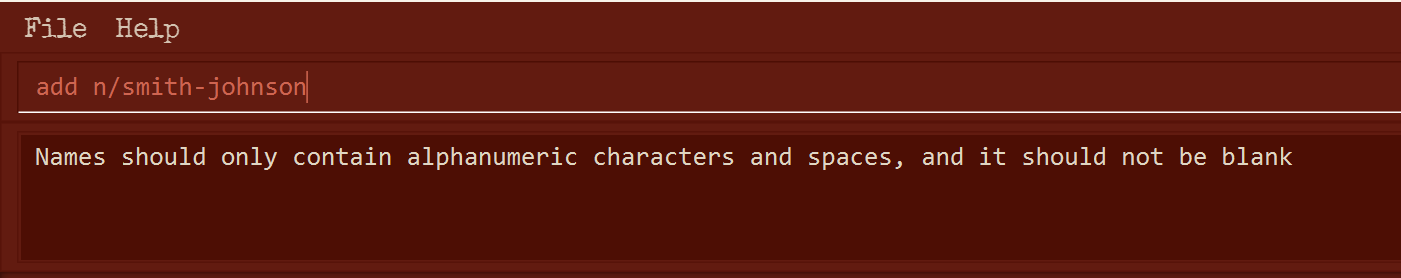 File Help
add n/smith-johnson
Names should only contain alphanumeric characters and spaces, and it should not be blank